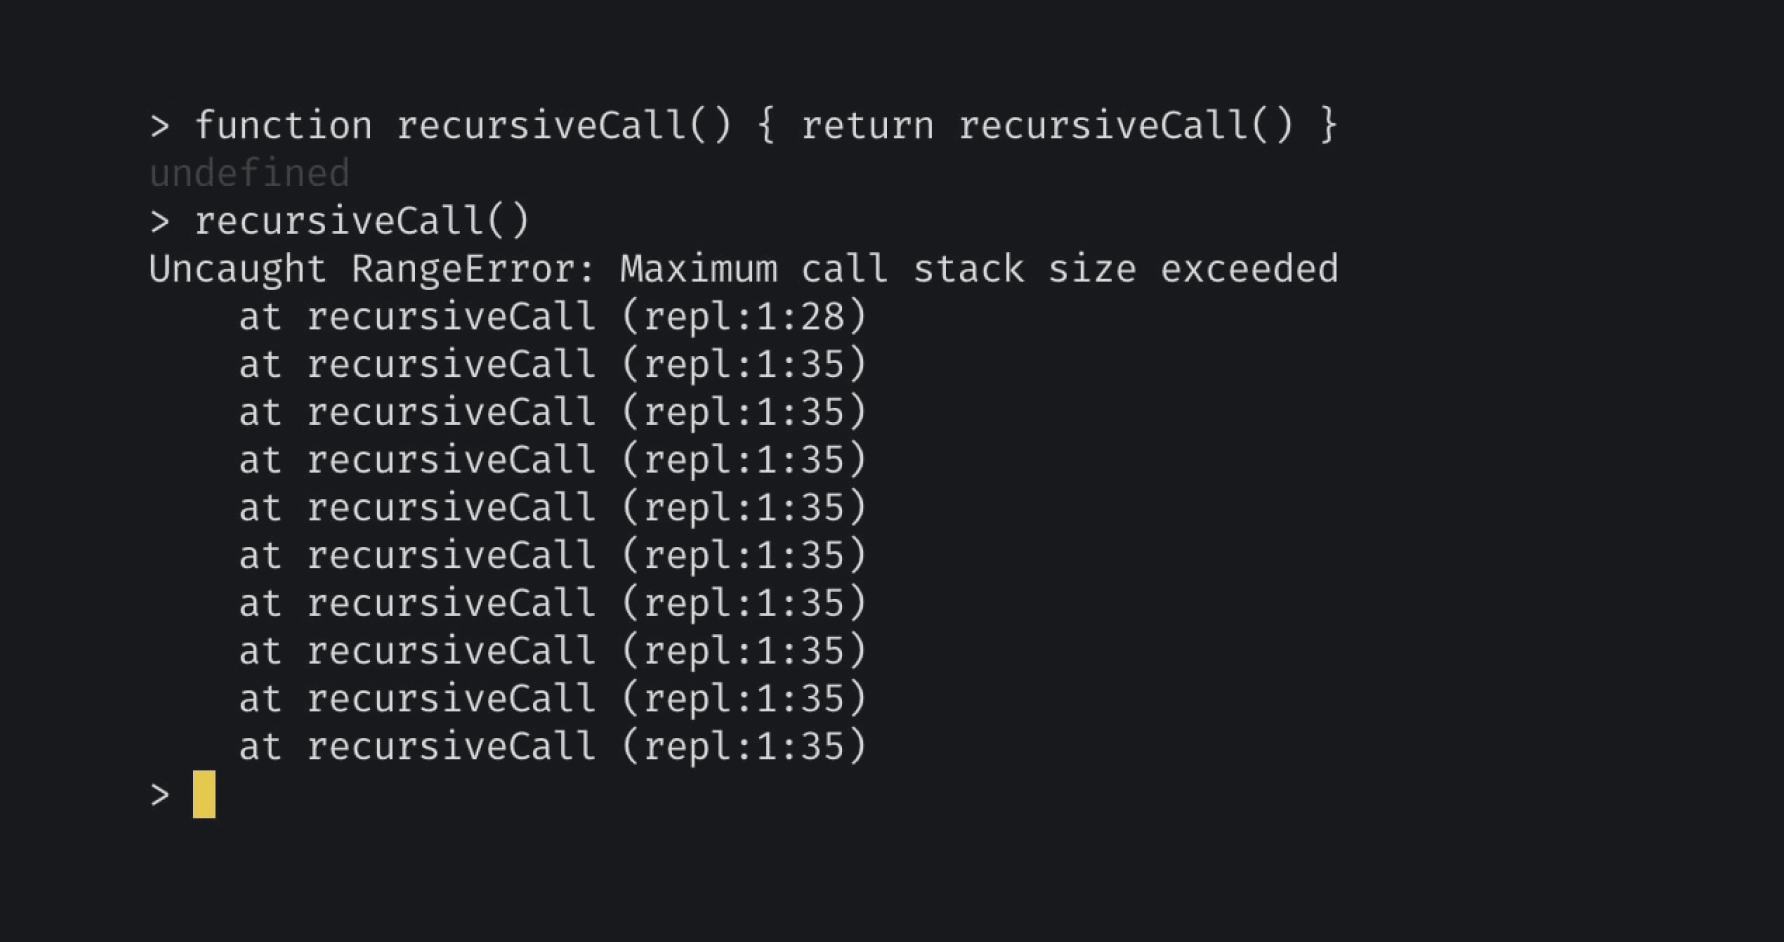 > function recursiveCall() { return recursiveCall() }
undefined
> recursiveCall()
Uncaught RangeError: Maximum call stack size exceeded
    at recursiveCall (repl:1:28)
    at recursiveCall (repl:1:35)
    at recursiveCall (repl:1:35)
    at recursiveCall (repl:1:35)
    at recursiveCall (repl:1:35)
    at recursiveCall (repl:1:35)
    at recursiveCall (repl:1:35)
    at recursiveCall (repl:1:35)
    at recursiveCall (repl:1:35)
    at recursiveCall (repl:1:35)
>